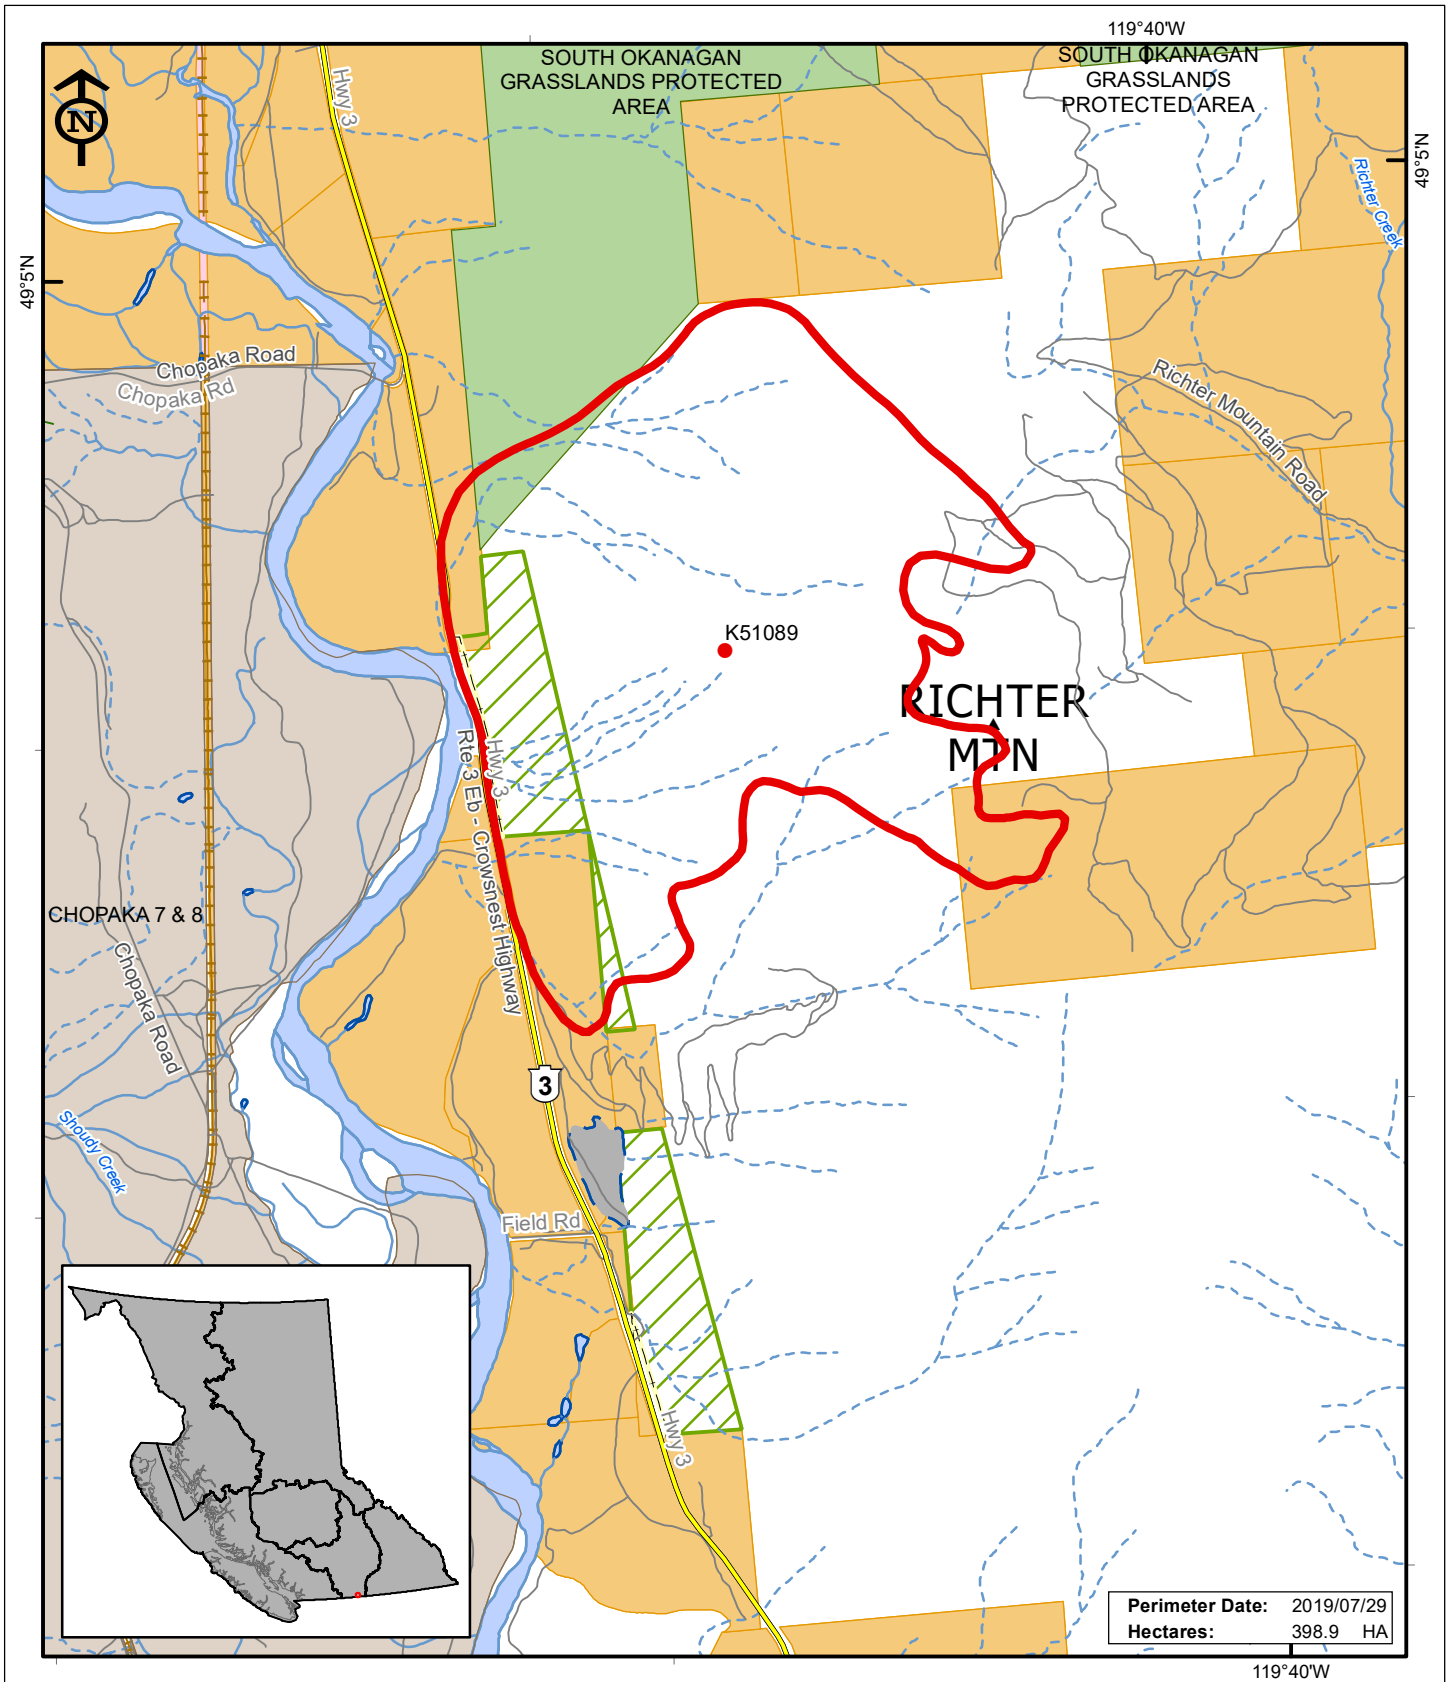 119°40'W
SOUTH OKANAGAN
GRASSLANDS PROTECTED
AREA
SOUTH OKANAGAN
GRASSLANDS
PROTECTED AREA
N
Hwy 3
49°5'N
Richter Creek
49°5'N
Chopaka Road
Chopaka Rd
Richter Mountain Road
K51089
RICHTER
MTN
Hwy 3
Rte 3 Eb - Crowsnest Highway
CHOPAKA 7 & 8
Chopaka Road
3
Shoudy Creek
Field Rd
Hwy 3
Perimeter Date: 2019/07/29
Hectares: 398.9 HA
119°40'W